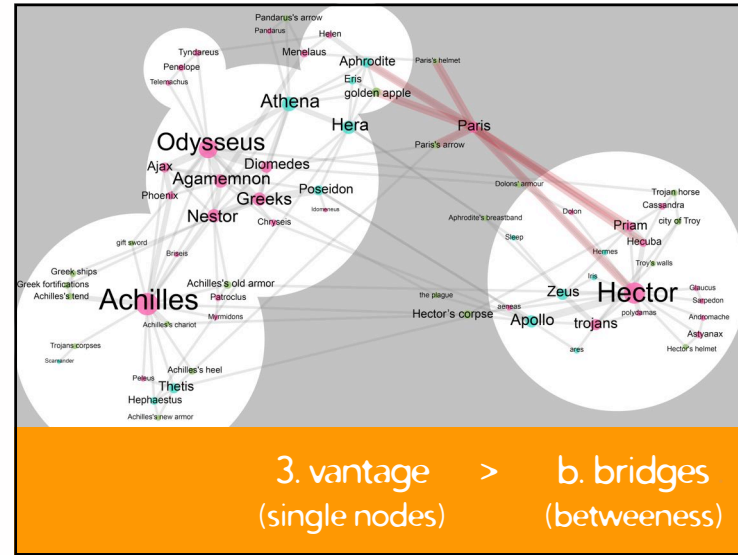 Pandarus's arrow
Pandarus
Helen
Tyndareus
Menelaus
Penelope
Telemachus
Aphrodite
Paris's helmet
Eris
golden apple
Athena
Hera
Paris
Odysseus
Paris's arrow
Ajax
Diomedes
Agamemnon
Phoenix
Greeks
Poseidon
Idomeneus
Nestor
Chryseis
Dolons' armour
Trojan horse
Cassandra
Aphrodite's breastband
Dolon
city of Troy
Priam
Sleep
Hecuba
Hermes
Troy's walls
gift sword
Briseis
Greek ships
Greek fortifications
Achilles's tend
Achilles
Achilles's old armor
Patroclus
Myrmidons
Achilles's chariot
the plague
Hector's corpse
Iris
Zeus
Hector
Glaucus
Sarpedon
aeneas
Apollo
trojans
polydamas
Andromache
Astyanax
ares
Hector's helmet
Trojans corpses
Scamander
Peleus
Achilles's heel
Thetis
Hephaestus
Achilles's new armor
3. vantage > b. bridges
(single nodes) (betweeness)